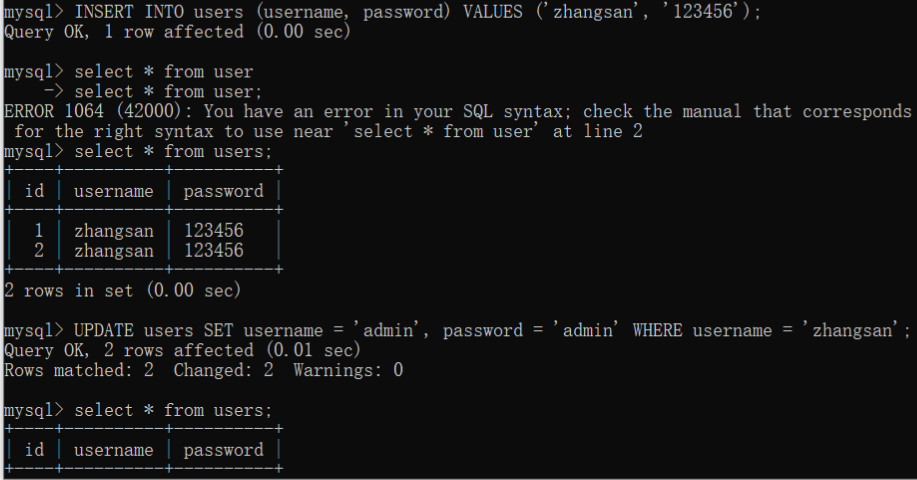 mysql> INSERT INTO users (username, password) VALUES ('zhangsan', '123456');
Query OK, 1 row affected (0.00 sec)
mysql> select * from user
    -> select * from user;
ERROR 1064 (42000): You have an error in your SQL syntax; check the manual that corresponds
 for the right syntax to use near 'select * from user' at line 2
mysql> select * from users;
+----+----------+----------+
| id | username | password |
+----+----------+----------+
|  1 | zhangsan | 123456   |
|  2 | zhangsan | 123456   |
+----+----------+----------+
2 rows in set (0.00 sec)
mysql> UPDATE users SET username = 'admin', password = 'admin' WHERE username = 'zhangsan';
Query OK, 2 rows affected (0.01 sec)
Rows matched: 2  Changed: 2  Warnings: 0
mysql> select * from users;
+----+----------+----------+
| id | username | password |
+----+----------+----------+